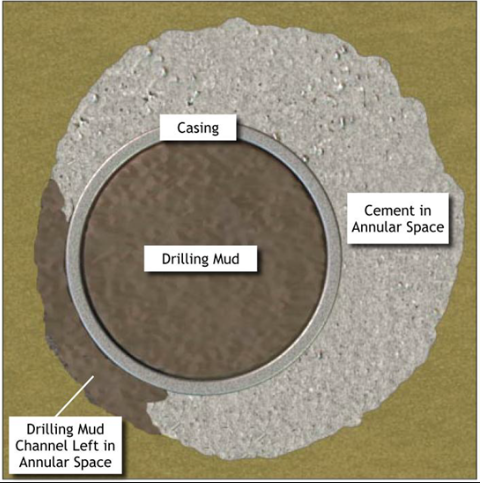 Casing
Cement in
Annular Space
Drilling Mud
Drilling Mud
Channel Left in
Annular Space